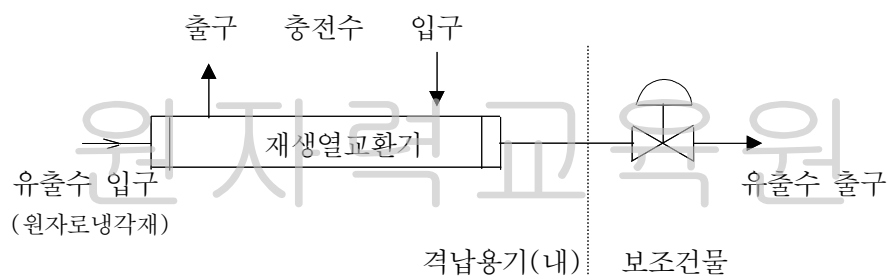 출구 충전수 입구
원자력교육원
재생열교환기
유출수 입구 유출수 출구
(원자로냉각재)
격납용기(내) 보조건물